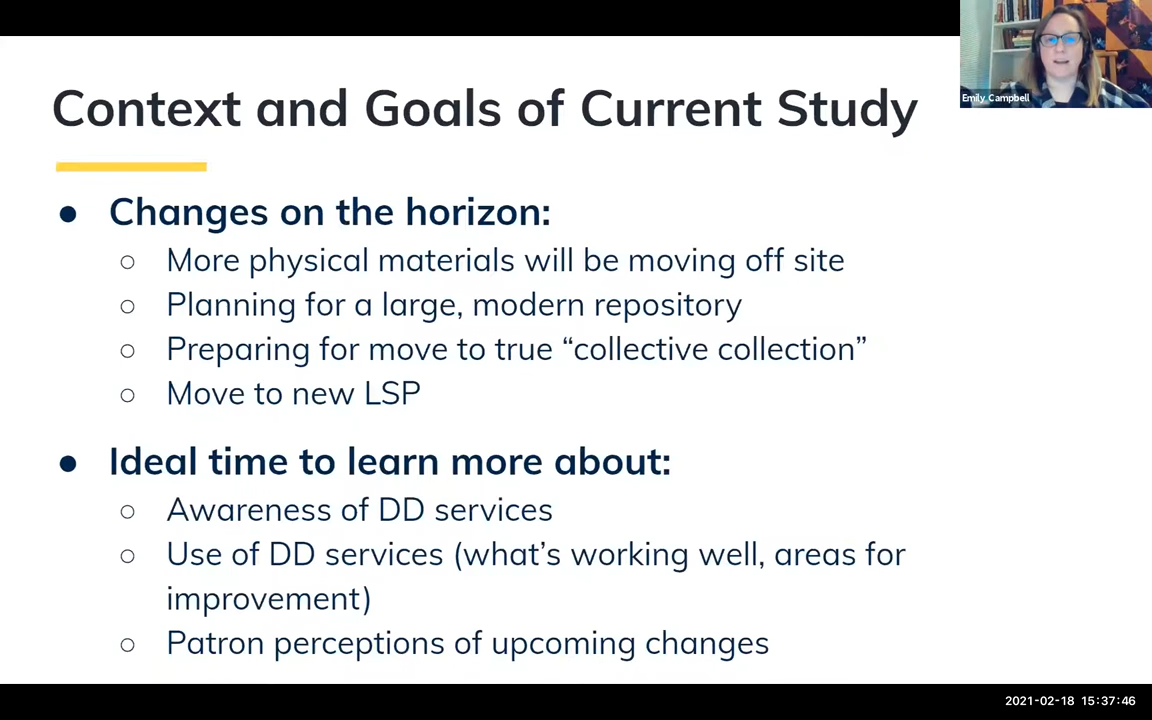 Emily Campbell
Context and Goals of Current Study
● Changes on the horizon:
○ More physical materials will be moving off site
○ Planning for a large, modern repository
○ Preparing for move to true “collective collection”
○ Move to new LSP
● Ideal time to learn more about:
○ Awareness of DD services
○ Use of DD services (what’s working well, areas for
improvement)
○ Patron perceptions of upcoming changes
2021-02-18 15:37:46